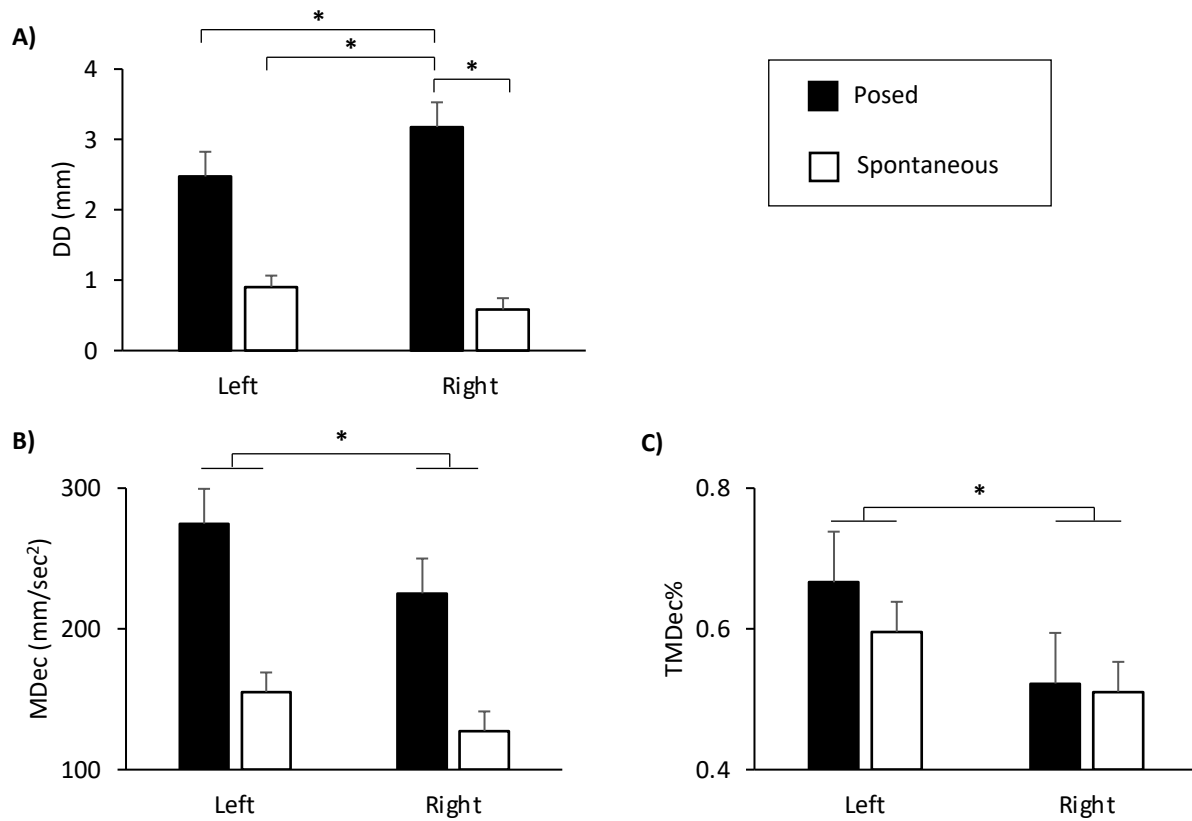 A)
*
*
*
4
3
2
1
0
DD (mm)
Left
Right
Posed
Spontaneous
B)
*
300
200
100
MDec (mm/sec²)
Left
Right
C)
*
0.8
0.6
0.4
TMDec%
Left
Right